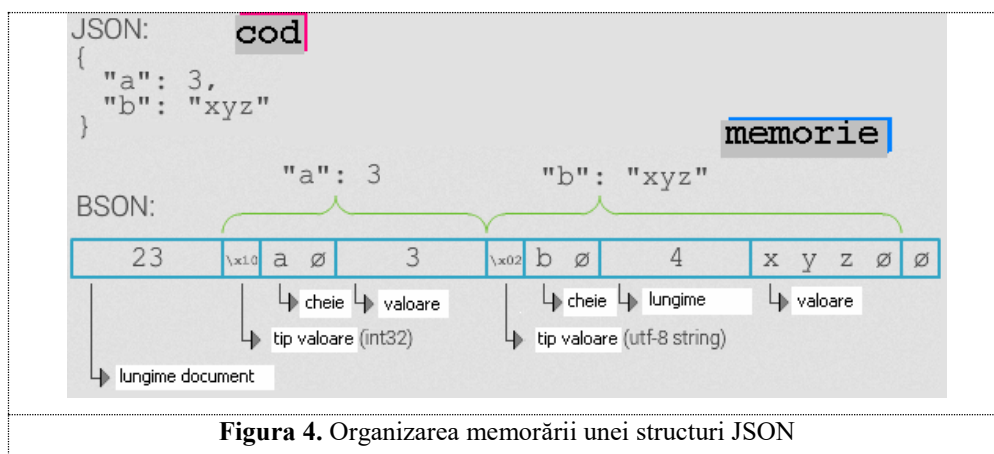 JSON: cod
{
"a": 3,
"b": "xyz"
}
memorie
"a": 3 "b": "xyz"
BSON:
23 \x10 a ø 3 \x02 b ø 4 x y z ø ø
cheie valoare cheie lungime valoare
tip valoare (int32) tip valoare (utf-8 string)
lungime document
Figura 4. Organizarea memorării unei structuri JSON